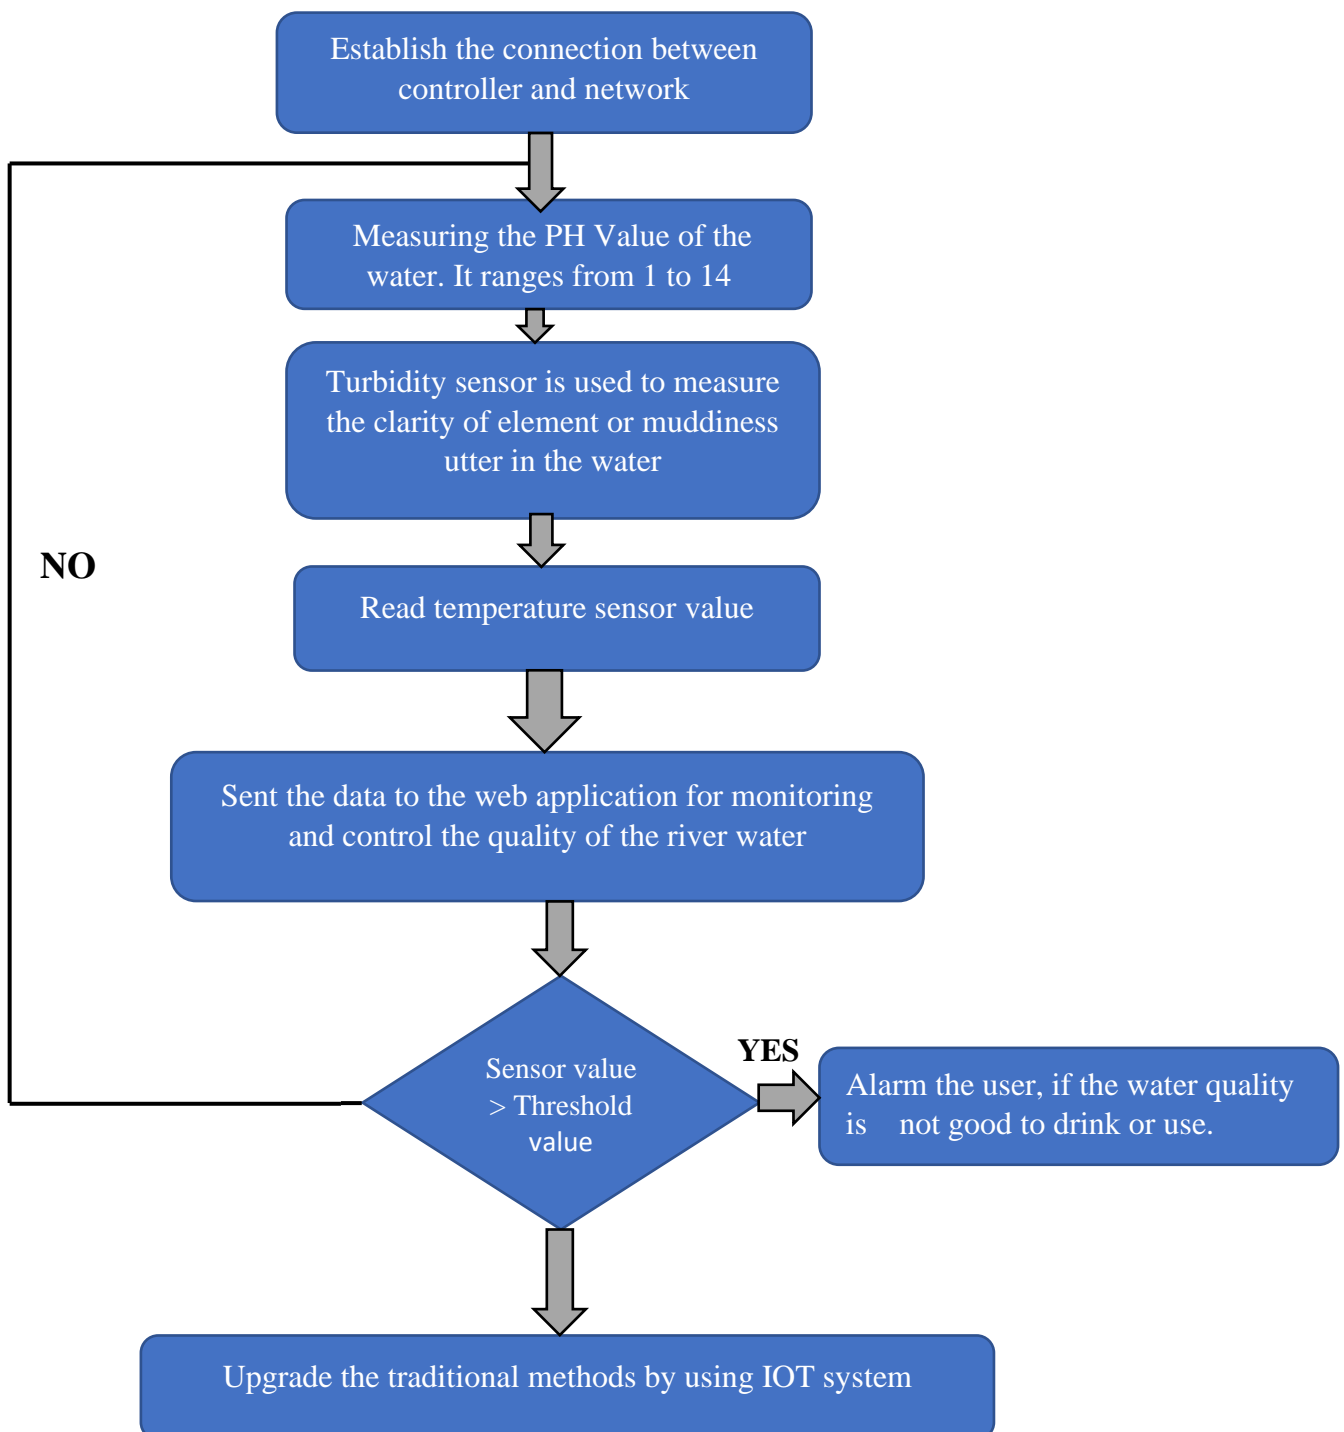 Establish the connection between
controller and network
Measuring the PH Value of the
water. It ranges from 1 to 14
Turbidity sensor is used to measure
the clarity of element or muddiness
utter in the water
NO
Read temperature sensor value
Sent the data to the web application for monitoring
and control the quality of the river water
Sensor value
> Threshold
value
YES
Alarm the user, if the water quality
is    not good to drink or use.
Upgrade the traditional methods by using IOT system